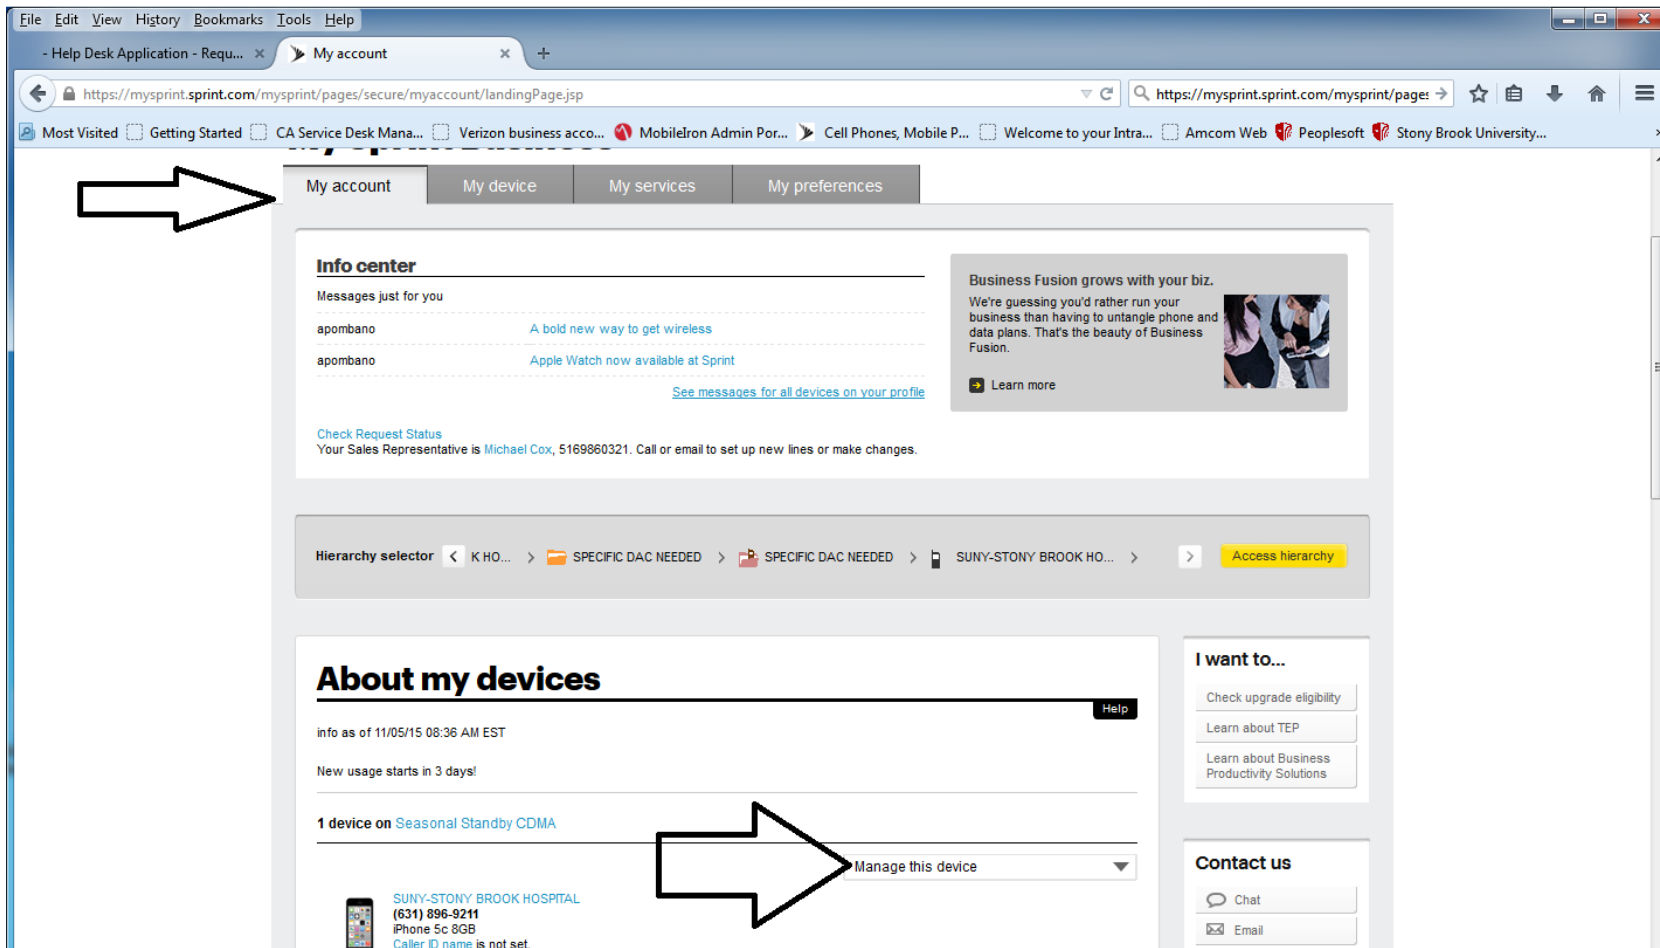 File Edit View History Bookmarks Tools Help
- Help Desk Application - Requ... × My account × +
https://mysprint.sprint.com/mysprint/pages/secure/myaccount/landingPage.jsp https://mysprint.sprint.com/mysprint/pages
Most Visited Getting Started CA Service Desk Mana... Verizon business acco... MobileIron Admin Por... Cell Phones, Mobile P... Welcome to your Intra... Amcom Web Peoplesoft Stony Brook University...
My Sprint Business
My account My device My services My preferences
Info center
Messages just for you
apombano A bold new way to get wireless
apombano Apple Watch now available at Sprint
See messages for all devices on your profile
Check Request Status
Your Sales Representative is Michael Cox, 5169860321. Call or email to set up new lines or make changes.
Business Fusion grows with your biz.
We're guessing you'd rather run your
business than having to untangle phone and
data plans. That's the beauty of Business
Fusion.
Learn more
Hierarchy selector < K HO... > SPECIFIC DAC NEEDED > SPECIFIC DAC NEEDED > SUNY-STONY BROOK HO... > > Access hierarchy
About my devices
Help
info as of 11/05/15 08:36 AM EST
New usage starts in 3 days!
1 device on Seasonal Standby CDMA
Manage this device
SUNY-STONY BROOK HOSPITAL
(631) 896-9211
iPhone 5c 8GB
Caller ID name is not set.
I want to...
Check upgrade eligibility
Learn about TEP
Learn about Business
Productivity Solutions
Contact us
Chat
Email